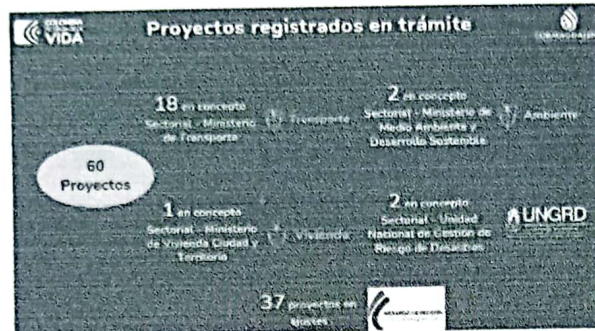 COLOMBIA
VIDA
Proyectos registrados en trámite
CORMAGDALENA
18 en concepto
Sectorial - Ministerio
de Transporte
Transporte
2 en concepto
Sectorial - Ministerio de
Medio Ambiente y
Desarrollo Sostenible
Ambiente
60
Proyectos
1 en concepto
Sectorial - Ministerio
de Vivienda Ciudad y
Territorio
Vivienda
2 en concepto
Sectorial - Unidad
National de Gestión de
Riesgo de Desastres
UNGRD
37 proyectos en
ajustes